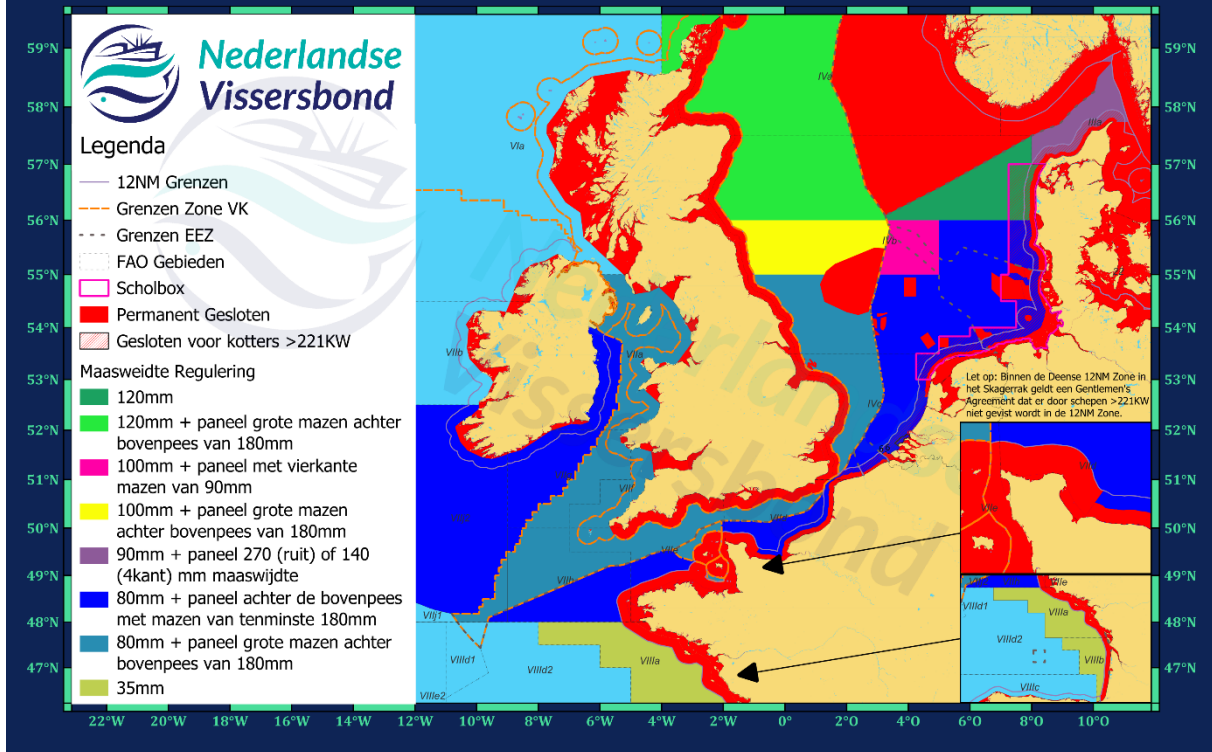 Nederlandse
Vissersbond
Legenda
12NM Grenzen
Grenzen Zone VK
Grenzen EEZ
FAO Gebieden
Scholbox
Permanent Gesloten
Gesloten voor kotters >221KW
Maasweidte Regulering
120mm
120mm + paneel grote mazen achter
bovenpees van 180mm
100mm + paneel met vierkante
mazen van 90mm
100mm + paneel grote mazen
achter bovenpees van 180mm
90mm + paneel 270 (ruit) of 140
(4kant) mm maaswijdte
80mm + paneel achter de bovenpees
met mazen van tenminste 180mm
80mm + paneel grote mazen achter
bovenpees van 180mm
35mm
59°N
58°N
57°N
56°N
55°N
54°N
53°N
52°N
51°N
50°N
49°N
48°N
47°N
59°N
58°N
57°N
56°N
55°N
54°N
53°N
52°N
51°N
50°N
49°N
48°N
47°N
22°W 20°W 18°W 16°W 14°W 12°W 10°W 8°W 6°W 4°W 2°W 0° 2°O 4°O 6°O 8°O 10°O
IVa
IIIa
VIa
IVb
VIIa
VIIb
IVc
VIIf
VIIe
VIIh
VIIj1
VIIId1
VIIId2
VIIIa
VIIIe2
Nederlandse
Vissersbond
Let op: Binnen de Deense 12NM Zone in
het Skagerrak geldt een Gentlemen's
Agreement dat er door schepen >221KW
niet gevist wordt in de 12NM Zone.
VIId
VIIe
VIIe
VIIId1
VIIIa
VIIId2
VIIIb
VIIIc